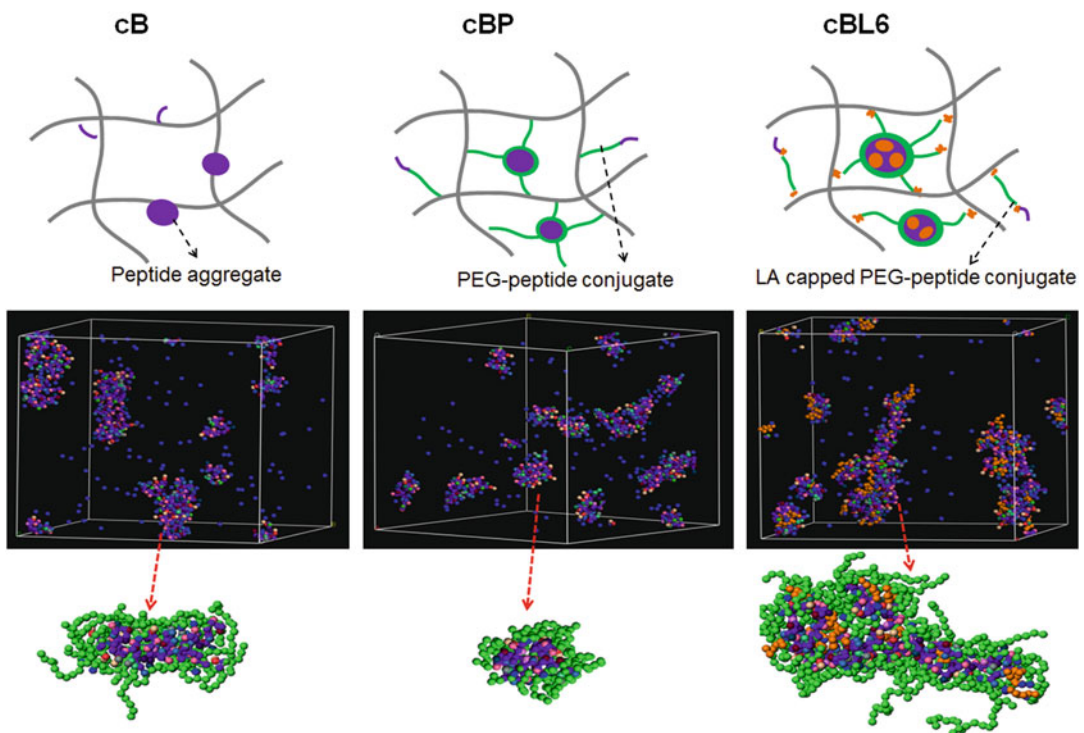 cB
cBP
cBL6
Peptide aggregate
PEG-peptide conjugate
LA capped PEG-peptide conjugate